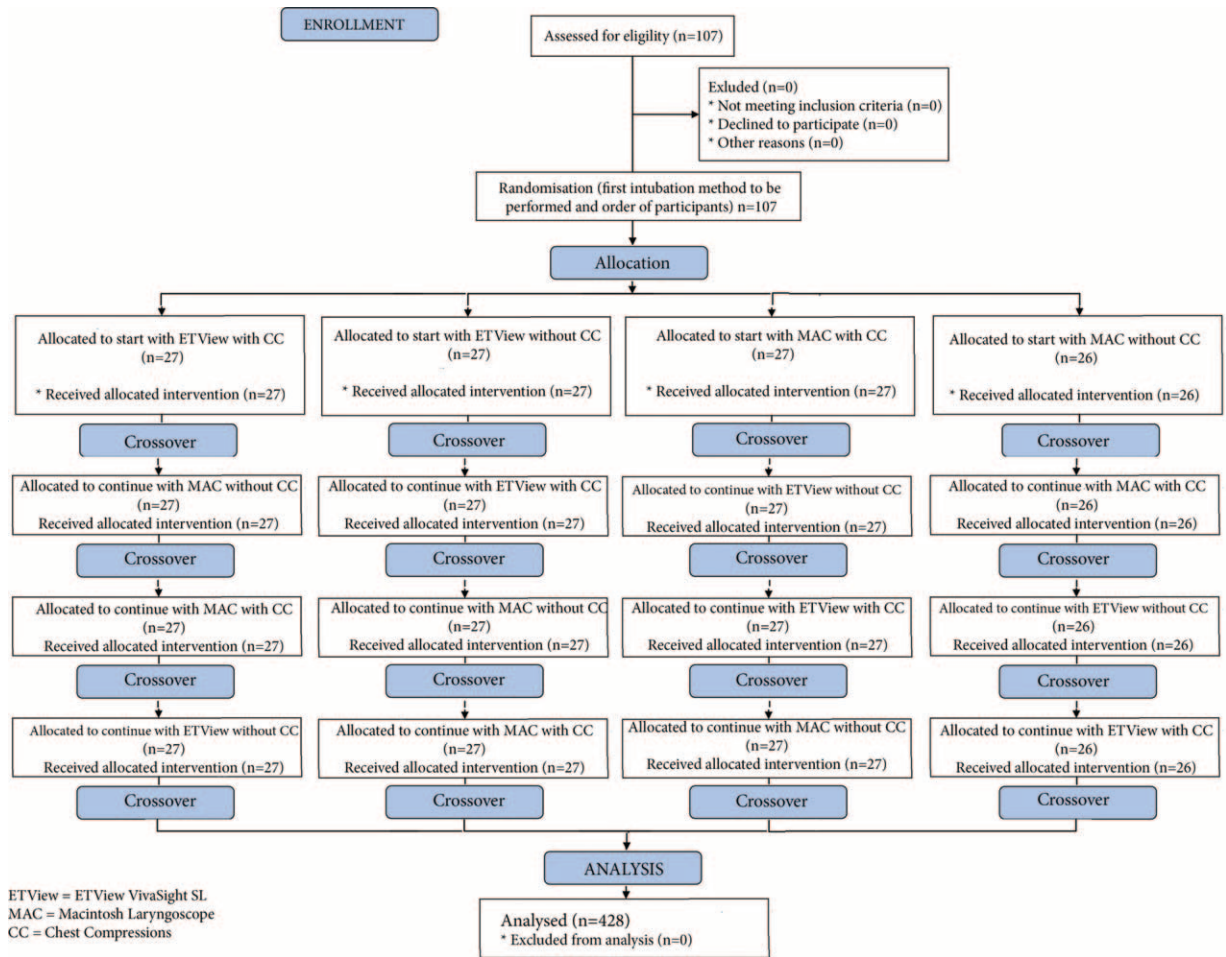 ENROLLMENT
Assessed for eligibility (n=107)
Exluded (n=0)
* Not meeting inclusion criteria (n=0)
* Declined to participate (n=0)
* Other reasons (n=0)
Randomisation (first intubation method to be
performed and order of participants) n=107
Allocation
Allocated to start with ETView with CC
(n=27)
* Received allocated intervention (n=27)
Allocated to start with ETView without CC
(n=27)
* Received allocated intervention (n=27)
Allocated to start with MAC with CC
(n=27)
* Received allocated intervention (n=27)
Allocated to start with MAC without CC
(n=26)
* Received allocated intervention (n=26)
Crossover
Crossover
Crossover
Crossover
Allocated to continue with MAC without CC
(n=27)
Received allocated intervention (n=27)
Allocated to continue with ETView with CC
(n=27)
Received allocated intervention (n=27)
Allocated to continue with ETView without CC
(n=27)
Received allocated intervention (n=27)
Allocated to continue with MAC with CC
(n=26)
Received allocated intervention (n=26)
Crossover
Crossover
Crossover
Crossover
Allocated to continue with MAC with CC
(n=27)
Received allocated intervention (n=27)
Allocated to continue with MAC without CC
(n=27)
Received allocated intervention (n=27)
Allocated to continue with ETView with CC
(n=27)
Received allocated intervention (n=27)
Allocated to continue with ETView without CC
(n=26)
Received allocated intervention (n=26)
Crossover
Crossover
Crossover
Crossover
Allocated to continue with ETView without CC
(n=27)
Received allocated intervention (n=27)
Allocated to continue with MAC with CC
(n=27)
Received allocated intervention (n=27)
Allocated to continue with MAC without CC
(n=27)
Received allocated intervention (n=27)
Allocated to continue with ETView with CC
(n=26)
Received allocated intervention (n=26)
Crossover
Crossover
Crossover
Crossover
ANALYSIS
ETView = ETView VivaSight SL
MAC = Macintosh Laryngoscope
CC = Chest Compressions
Analysed (n=428)
* Excluded from analysis (n=0)